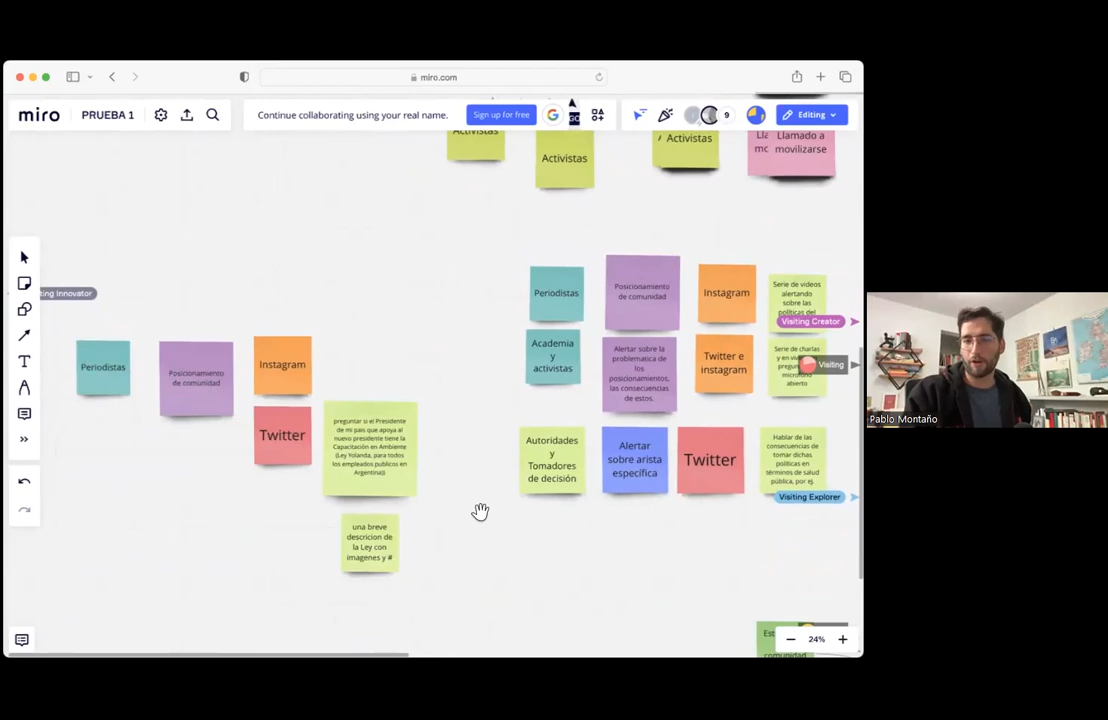 miro.com
miro
PRUEBA 1
Continue collaborating using your real name.
Sign up for free
G
GO
9
Editing
Activistas
Activistas
Activistas
Llamado a
movilizarse
Periodistas
Posicionamiento
de comunidad
Instagram
Twitter
preguntar si el Presidente
de mi pais que apoya al
nuevo presidente tiene la
Capacitación en Ambiente
(Ley Yolanda, para todos
los empleados publicos en
Argentina))
una breve
descricion de
la Ley con
imagenes y #
Periodistas
Posicionamiento
de comunidad
Instagram
Serie de videos
alertando
sobre las
políticas del
Visiting Creator
Academia
y
activistas
Alertar sobre la
problematica de
los
posicionamientos,
las consecuencias
de estos.
Twitter e
instagram
Serie de charlas
abierto
Visiting
Autoridades
y
Tomadores
de decisión
Alertar
sobre arista
específica
Twitter
Hablar de las
consecuencias de
tomar dichas
políticas en
términos de salud
pública, por ej.
Visiting Explorer
24%
Pablo Montaño